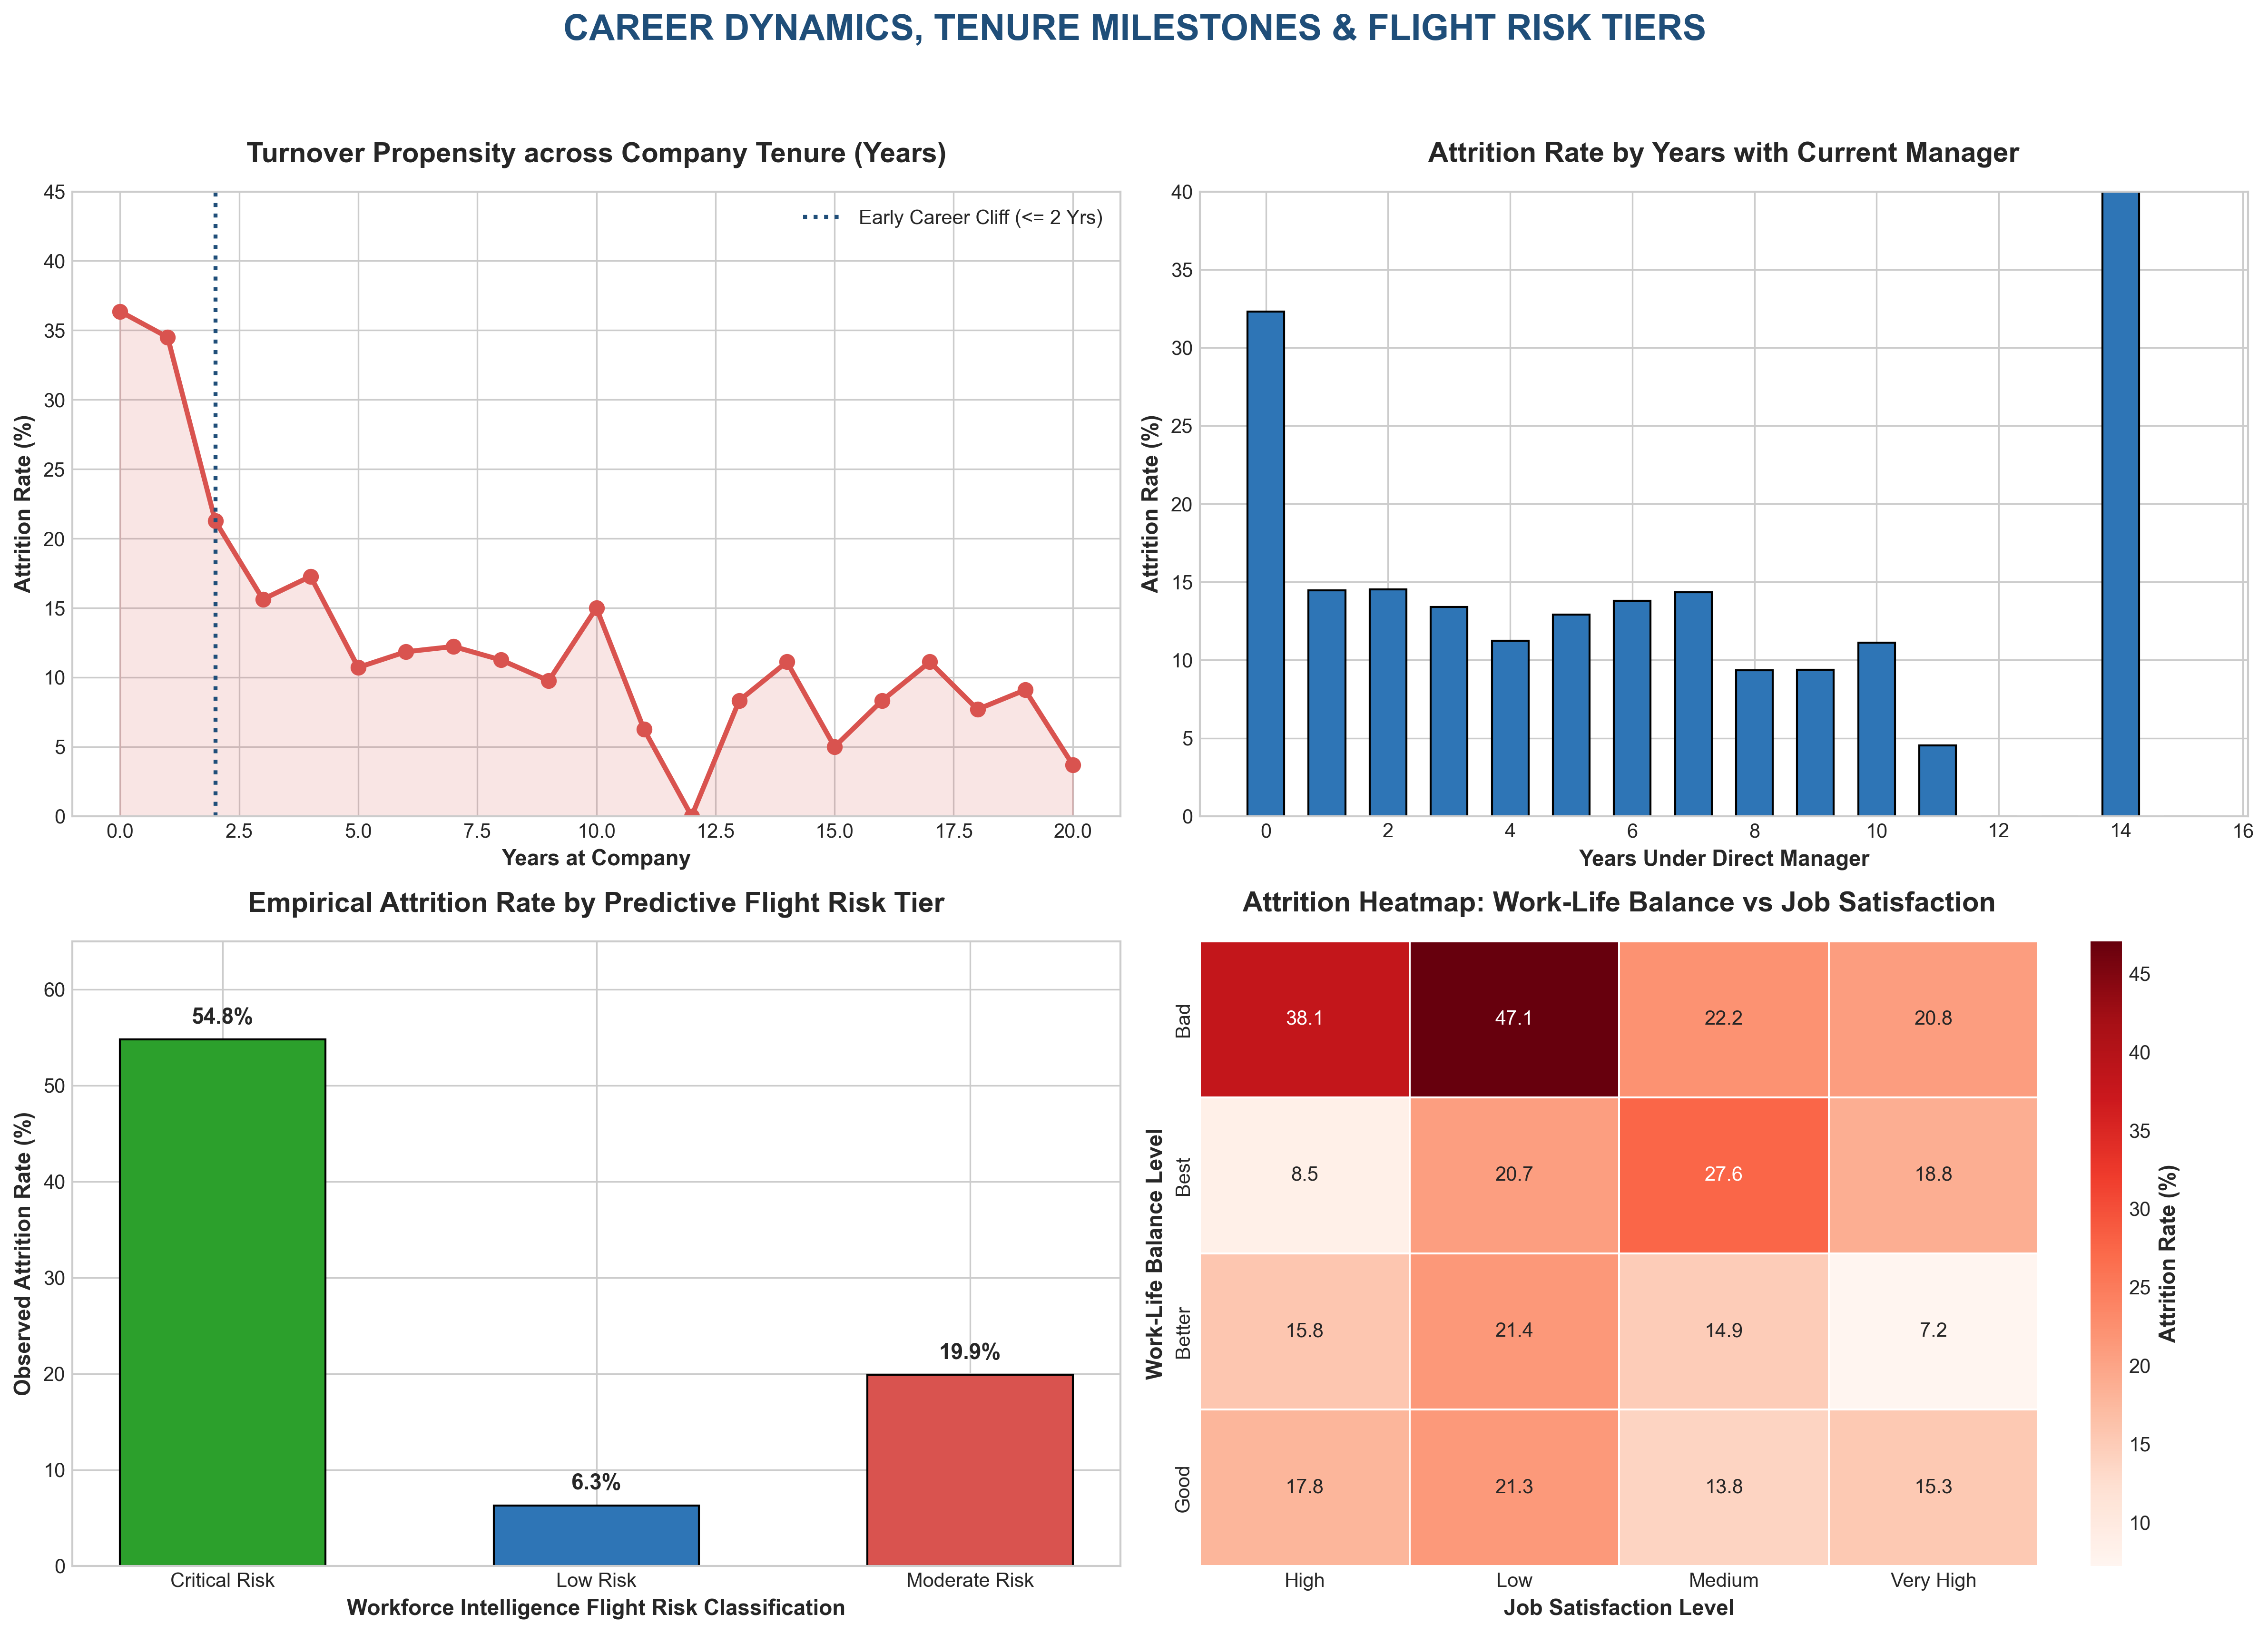 CAREER DYNAMICS, TENURE MILESTONES & FLIGHT RISK TIERS
Turnover Propensity across Company Tenure (Years)
45
40
35
30
25
20
15
10
5
0
Attrition Rate (%)
Early Career Cliff (<= 2 Yrs)
0.0 2.5 5.0 7.5 10.0 12.5 15.0 17.5 20.0
Years at Company
Attrition Rate by Years with Current Manager
40
35
30
25
20
15
10
5
0
Attrition Rate (%)
0 2 4 6 8 10 12 14 16
Years Under Direct Manager
Empirical Attrition Rate by Predictive Flight Risk Tier
60
50
40
30
20
10
0
Observed Attrition Rate (%)
54.8%
6.3%
19.9%
Critical Risk Low Risk Moderate Risk
Workforce Intelligence Flight Risk Classification
Attrition Heatmap: Work-Life Balance vs Job Satisfaction
Work-Life Balance Level
Bad 38.1 47.1 22.2 20.8
Best 8.5 20.7 27.6 18.8
Better 15.8 21.4 14.9 7.2
Good 17.8 21.3 13.8 15.3
High Low Medium Very High
Job Satisfaction Level
45
40
35
30
25
20
15
10
Attrition Rate (%)